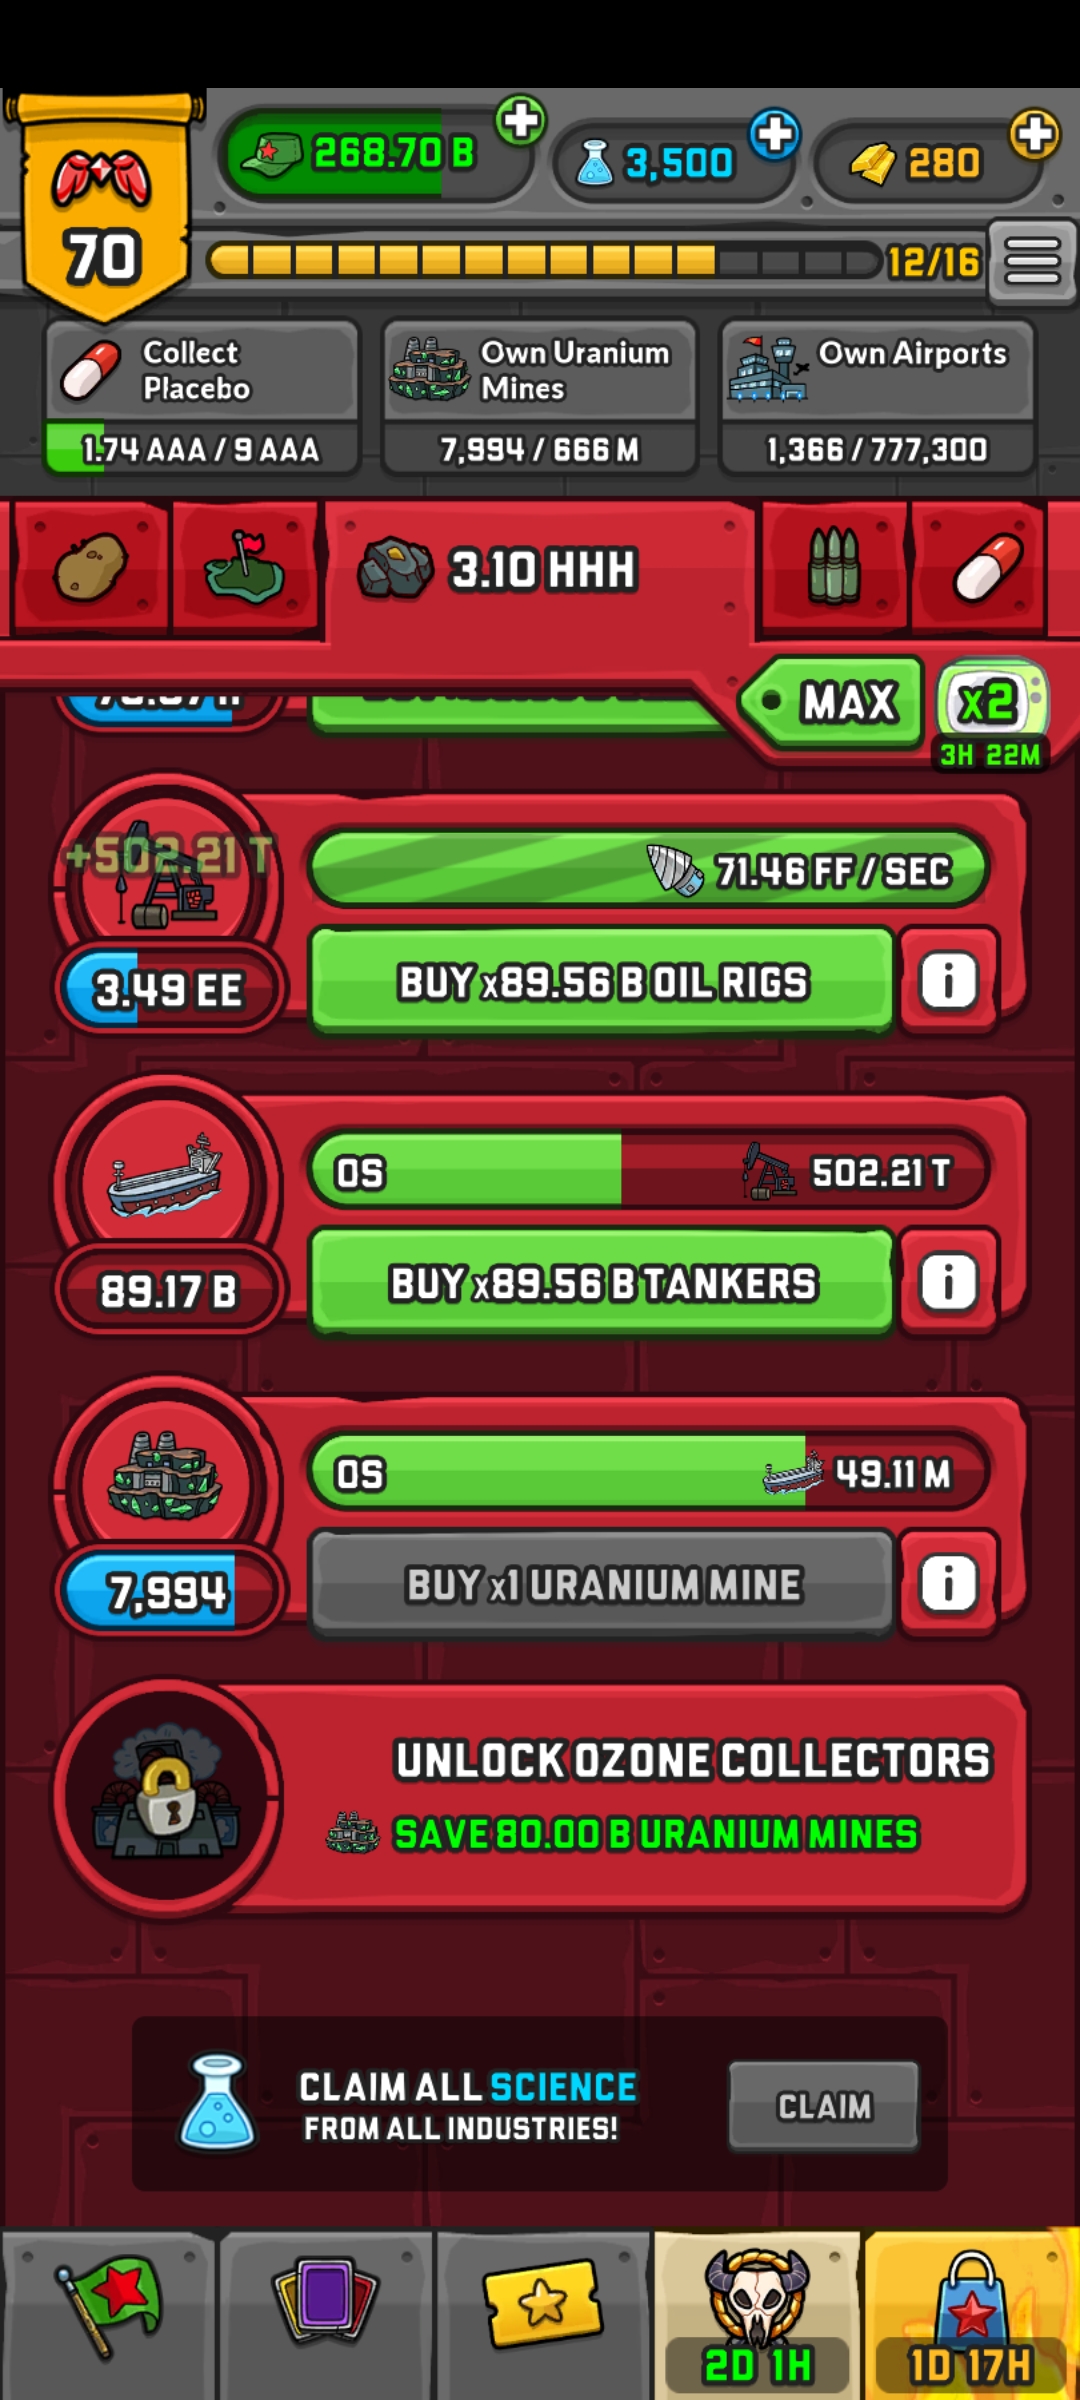 268.70 B
3,500
280
70
12/16
Collect
Placebo
1.74 AAA / 9 AAA
Own Uranium
Mines
7,994 / 666 M
Own Airports
1,366 / 777,300
3.10 HHH
MAX
x2
3H 22M
+502.21 T
71.46 FF / SEC
3.49 EE
BUY x89.56 B OIL RIGS
i
0S
502.21 T
89.17 B
BUY x89.56 B TANKERS
i
0S
49.11 M
7,994
BUY x1 URANIUM MINE
i
UNLOCK OZONE COLLECTORS
SAVE 80.00 B URANIUM MINES
CLAIM ALL SCIENCE
FROM ALL INDUSTRIES!
CLAIM
2D 1H
1D 17H